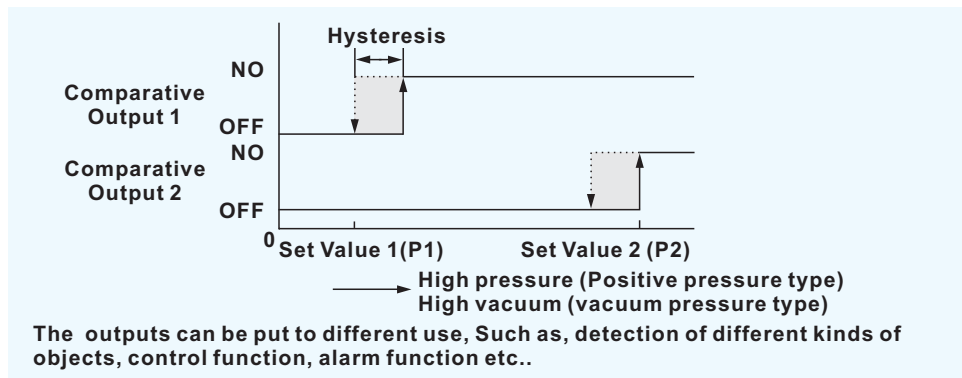 Hysteresis
NO
Comparative
Output 1
OFF
NO
Comparative
Output 2
OFF
0
Set Value 1(P1)
Set Value 2 (P2)
High pressure (Positive pressure type)
High vacuum (vacuum pressure type)
The outputs can be put to different use, Such as, detection of different kinds of
objects, control function, alarm function etc..